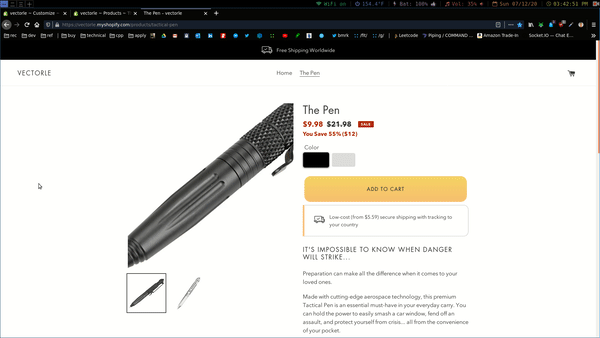 Wifi on
154.4°F
Bat: 100%
Vol: 35%
Sun 07/12/20
03:42:51 PM
vectorle ~ Customize ~
vectorle ~ Products ~ T
The Pen – vectorle
https://vectorle.myshopify.com/products/tactical-pen
rec
dev
ref
buy
technical
cpp
apply
bmrk
Leetcode
Piping / COMMAND
Amazon Trade-In
Socket.IO — Chat E...
Free Shipping Worldwide
VECTORLE
Home
The Pen
The Pen
$9.98 $21.98 SALE
You Save 55% ($12)
Color
ADD TO CART
Low-cost (from $5.59) secure shipping with tracking to
your country
IT'S IMPOSSIBLE TO KNOW WHEN DANGER
WILL STRIKE...
Preparation can make all the difference when it comes to your
loved ones.
Made with cutting-edge aerospace technology, this premium
Tactical Pen is an essential must-have in your everyday carry. You
can hold the power to easily smash a car window, fend off an
assault, and protect yourself from crisis... all from the convenience
of your pocket.